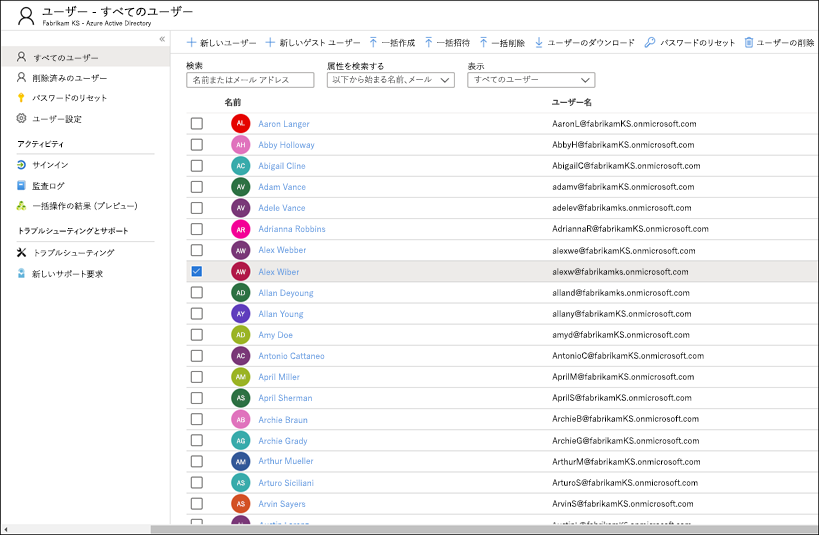 ユーザー - すべてのユーザー
Fabrikam KS - Azure Active Directory
«
すべてのユーザー
削除済みのユーザー
パスワードのリセット
ユーザー設定
アクティビティ
サインイン
監査ログ
一括操作の結果 (プレビュー)
トラブルシューティングとサポート
トラブルシューティング
新しいサポート要求
新しいユーザー 新しいゲスト ユーザー 一括作成 一括招待 一括削除 ユーザーのダウンロード パスワードのリセット ユーザーの削除
検索 属性を検索する 表示
名前またはメール アドレス 以下から始まる名前、メール すべてのユーザー
名前 ユーザー名
AL Aaron Langer AaronL@fabrikamKS.onmicrosoft.com
AH Abby Holloway AbbyH@fabrikamKS.onmicrosoft.com
AC Abigail Cline AbigailC@fabrikamKS.onmicrosoft.com
AV Adam Vance adamv@fabrikamKS.onmicrosoft.com
AV Adele Vance adelev@fabrikamks.onmicrosoft.com
AR Adrianna Robbins AdriannaR@fabrikamKS.onmicrosoft.com
AW Alex Webber alexwe@fabrikamKS.onmicrosoft.com
AW Alex Wiber alexw@fabrikamks.onmicrosoft.com
AD Allan Deyoung alland@fabrikamks.onmicrosoft.com
AY Allan Young allany@fabrikamKS.onmicrosoft.com
AD Amy Doe amyd@fabrikamKS.onmicrosoft.com
AC Antonio Cattaneo AntonioC@fabrikamKS.onmicrosoft.com
AM April Miller AprilM@fabrikamKS.onmicrosoft.com
AS April Sherman AprilS@fabrikamKS.onmicrosoft.com
AB Archie Braun ArchieB@fabrikamKS.onmicrosoft.com
AG Archie Grady ArchieG@fabrikamKS.onmicrosoft.com
AM Arthur Mueller ArthurM@fabrikamKS.onmicrosoft.com
AS Arturo Siciliani ArturoS@fabrikamKS.onmicrosoft.com
AS Arvin Sayers ArvinS@fabrikamKS.onmicrosoft.com